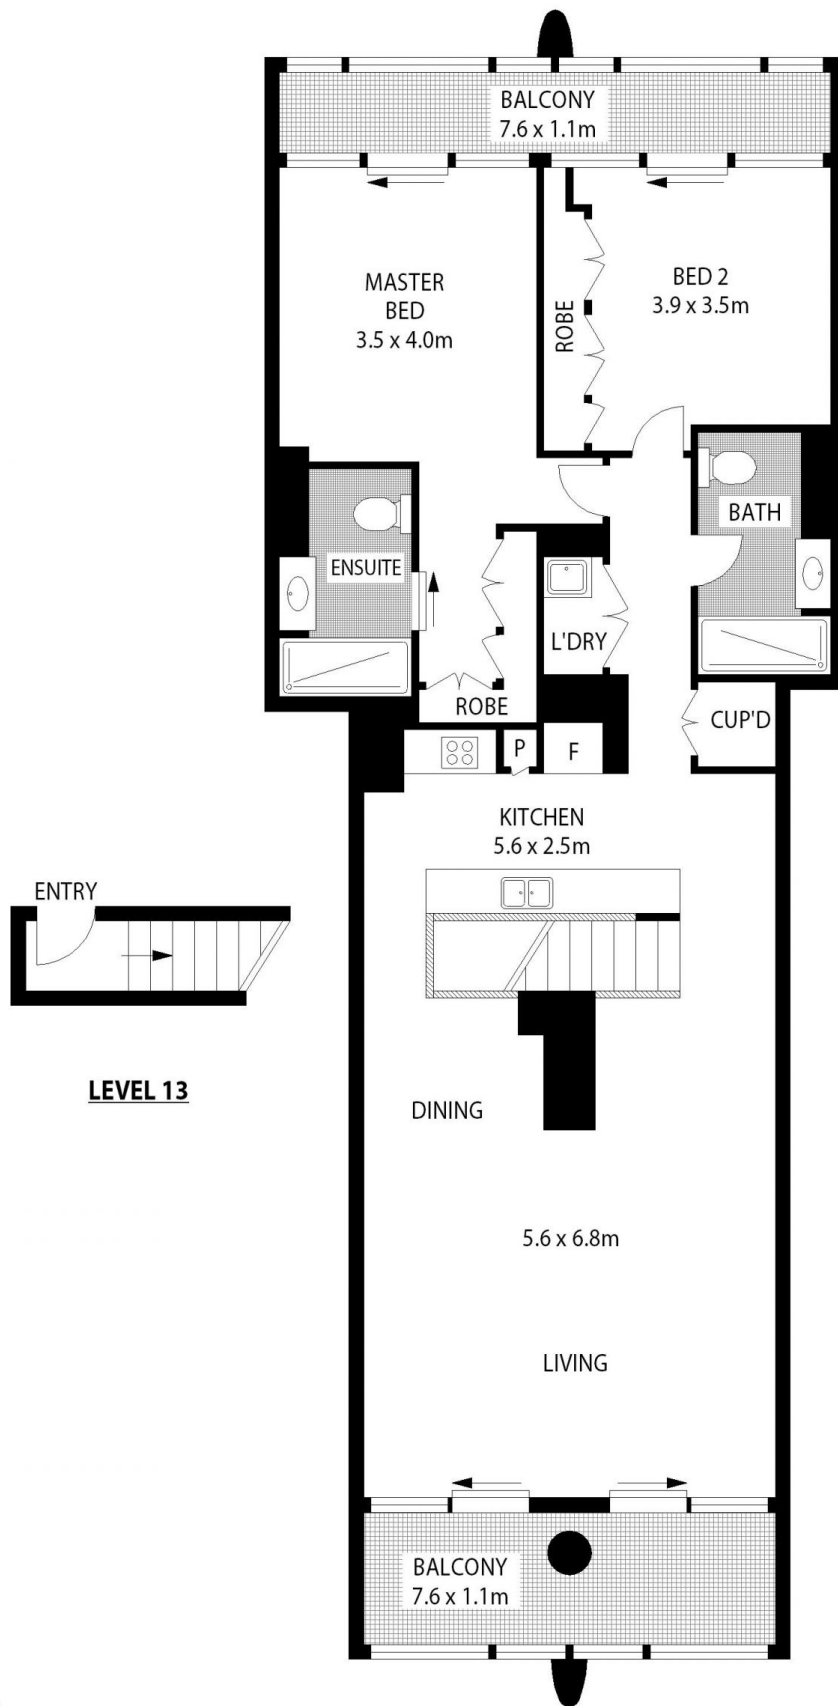 BALCONY
7.6 x 1.1m
MASTER
BED
3.5 x 4.0m
BED 2
3.9 x 3.5m
ROBE
ENSUITE
BATH
L'DRY
ROBE
CUP'D
P
F
KITCHEN
5.6 x 2.5m
ENTRY
LEVEL 13
DINING
5.6 x 6.8m
LIVING
BALCONY
7.6 x 1.1m